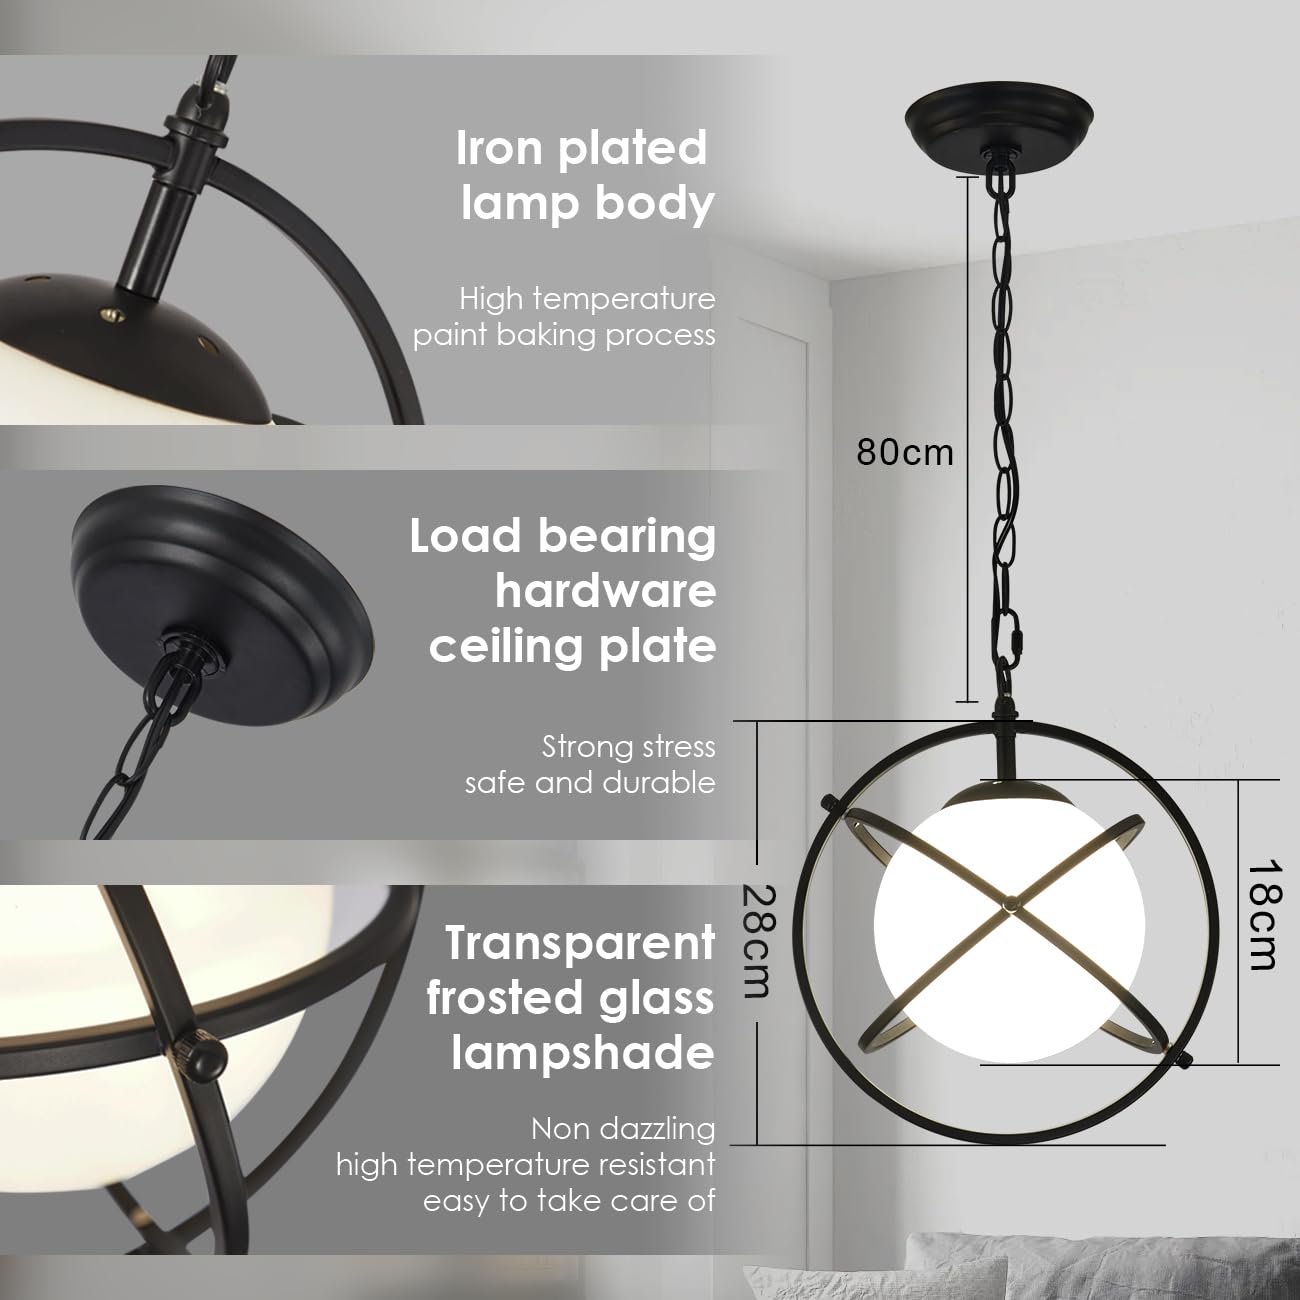 Iron plated
lamp body
High temperature
paint baking process
Load bearing
hardware
ceiling plate
Strong stress
safe and durable
Transparent
frosted glass
lampshade
Non dazzling
high temperature resistant
easy to take care of
80cm
28cm
18cm